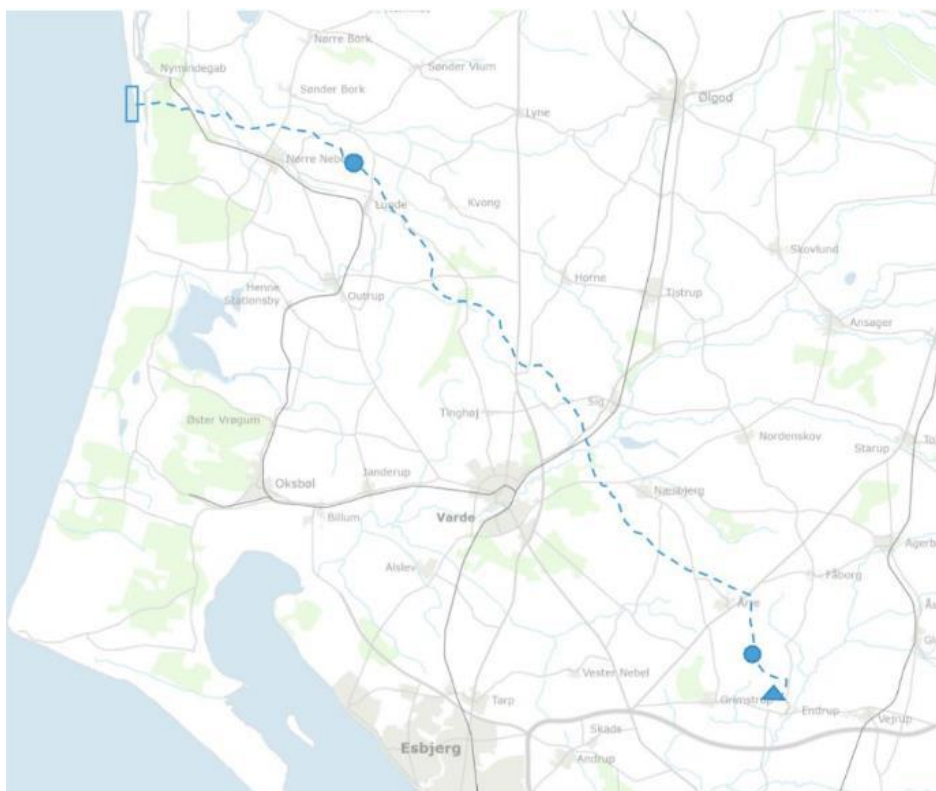 Nymindegab
Nørre Bork
Sønder Vium
Sønder Bork
Lyne
Ølgod
Nørre Nebel
Lunde
Kvong
Skovlund
Horne
Tistrup
Henne
Stationsby
Outrup
Ansager
Tinghøj
Sig
Øster Vrøgum
Nordenskov
Starup
Oksbøl
Janderup
Næsbjerg
Varde
Billum
Agerb
Alslev
Fåborg
Årre
Vester Nebel
Grimstrup
Tarp
Endrup
Vejrup
Skads
Esbjerg
Andrup